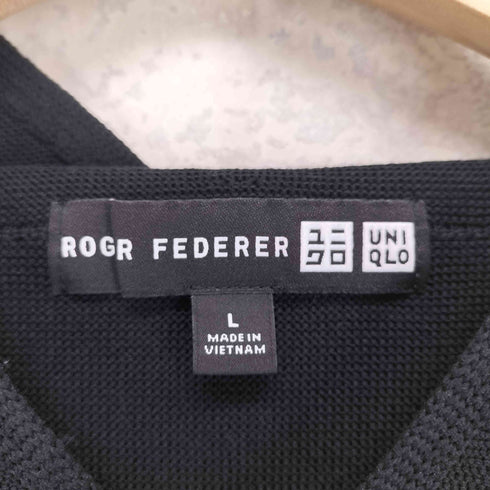 ROGR FEDERER ユニ UNI
クロ QLO
L
MADE IN
VIETNAM